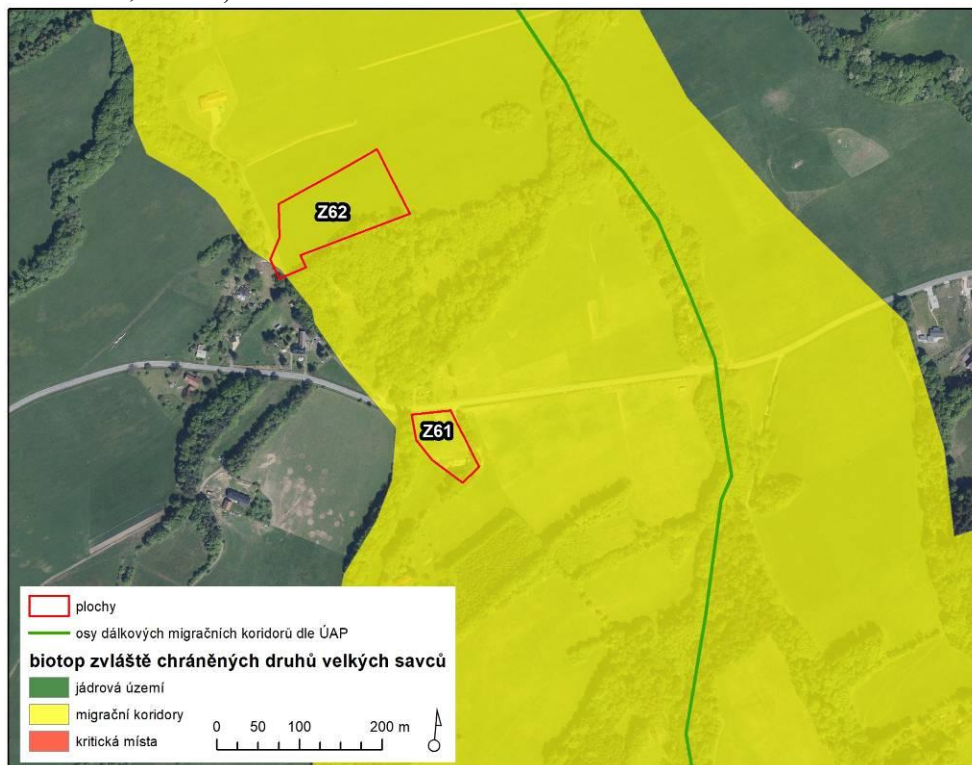 Z62
Z61
plochy
osy dálkových migračních koridorů dle ÚAP
biotop zvláště chráněných druhů velkých savců
jádrová území
migrační koridory
kritická místa
0 50 100 200 m